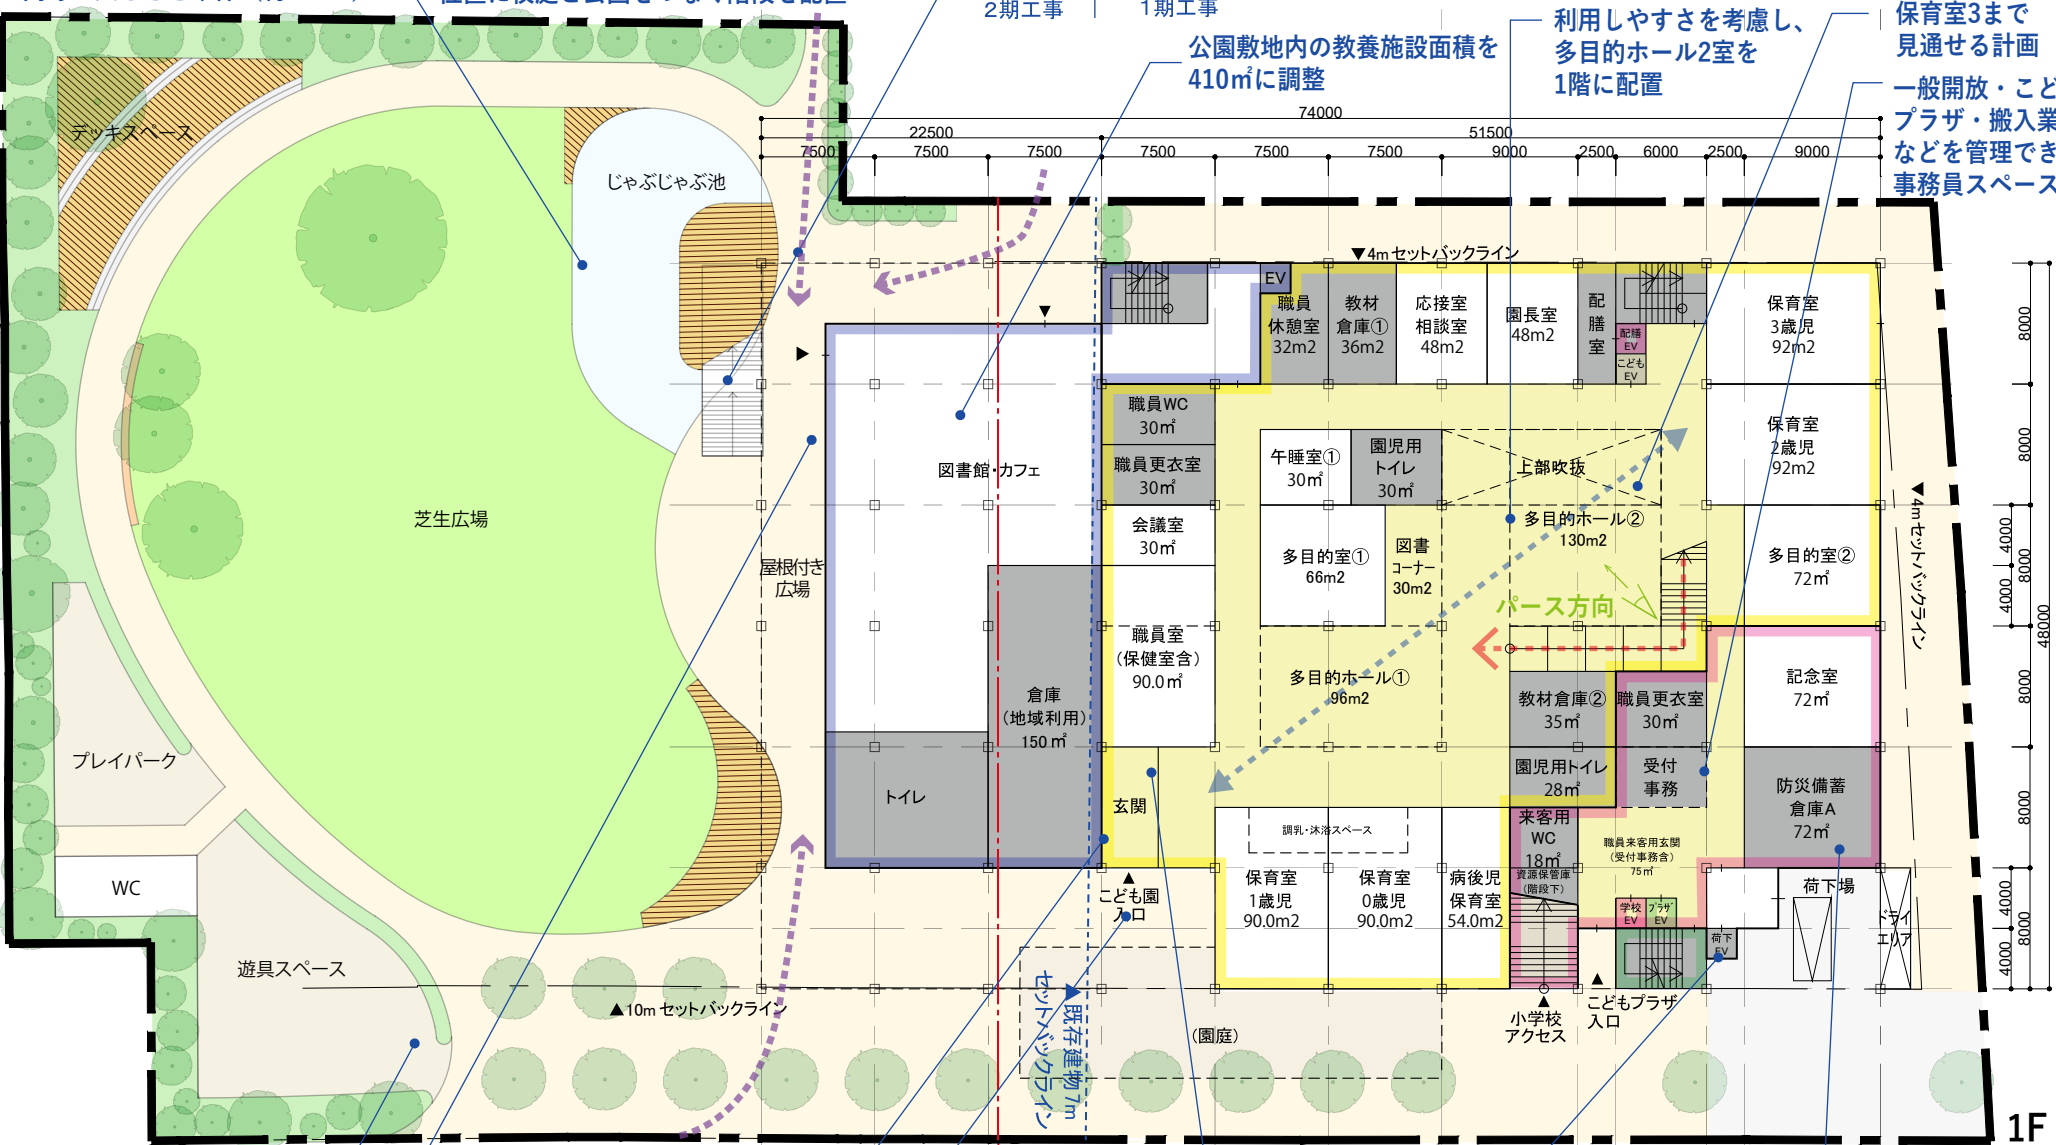 2期工事
1期工事
公園敷地内の教養施設面積を
410㎡に調整
利用しやすさを考慮し、
多目的ホール2室を
1階に配置
保育室3まで
見通せる計画
一般開放・こど
プラザ・搬入業
などを管理でき
事務員スペース
74000
22500
51500
7500
7500
7500
7500
7500
7500
9000
2500
6000
2500
9000
デッキスペース
じゃぶじゃぶ池
▼4mセットバックライン
EV
職員
休憩室
32m2
教材
倉庫①
36m2
応接室
相談室
48m2
園長室
48m2
配
膳
室
配膳
EV
こども
EV
保育室
3歳児
92m2
8000
職員WC
30㎡
職員更衣室
30㎡
午睡室①
30㎡
園児用
トイレ
30㎡
上部吹抜
保育室
2歳児
92m2
8000
図書館・カフェ
芝生広場
会議室
30㎡
多目的室①
66m2
図書
コーナー
30m2
多目的ホール②
130m2
多目的室②
72㎡
▼4mセットバックライン
4000
8000
4000
48000
屋根付き
広場
パース方向
職員室
(保健室含)
90.0㎡
多目的ホール①
96m2
倉庫
(地域利用)
150㎡
教材倉庫②
35㎡
職員更衣室
30㎡
記念室
72㎡
8000
プレイパーク
トイレ
玄関
園児用トイレ
28㎡
受付
事務
防災備蓄
倉庫A
72㎡
8000
調乳・沐浴スペース
来客用
WC
18㎡
資源保管庫
(階段下)
職員来客用玄関
(受付事務含)
75㎡
WC
こども園
入口
保育室
1歳児
90.0m2
保育室
0歳児
90.0m2
病後児
保育室
54.0m2
学校
EV
プラザ
EV
荷下
EV
荷下場
ドライ
エリア
4000
8000
4000
遊具スペース
▲10mセットバックライン
既存建物7m
セットバックライン
(園庭)
小学校
アクセス
こどもプラザ
入口
1F